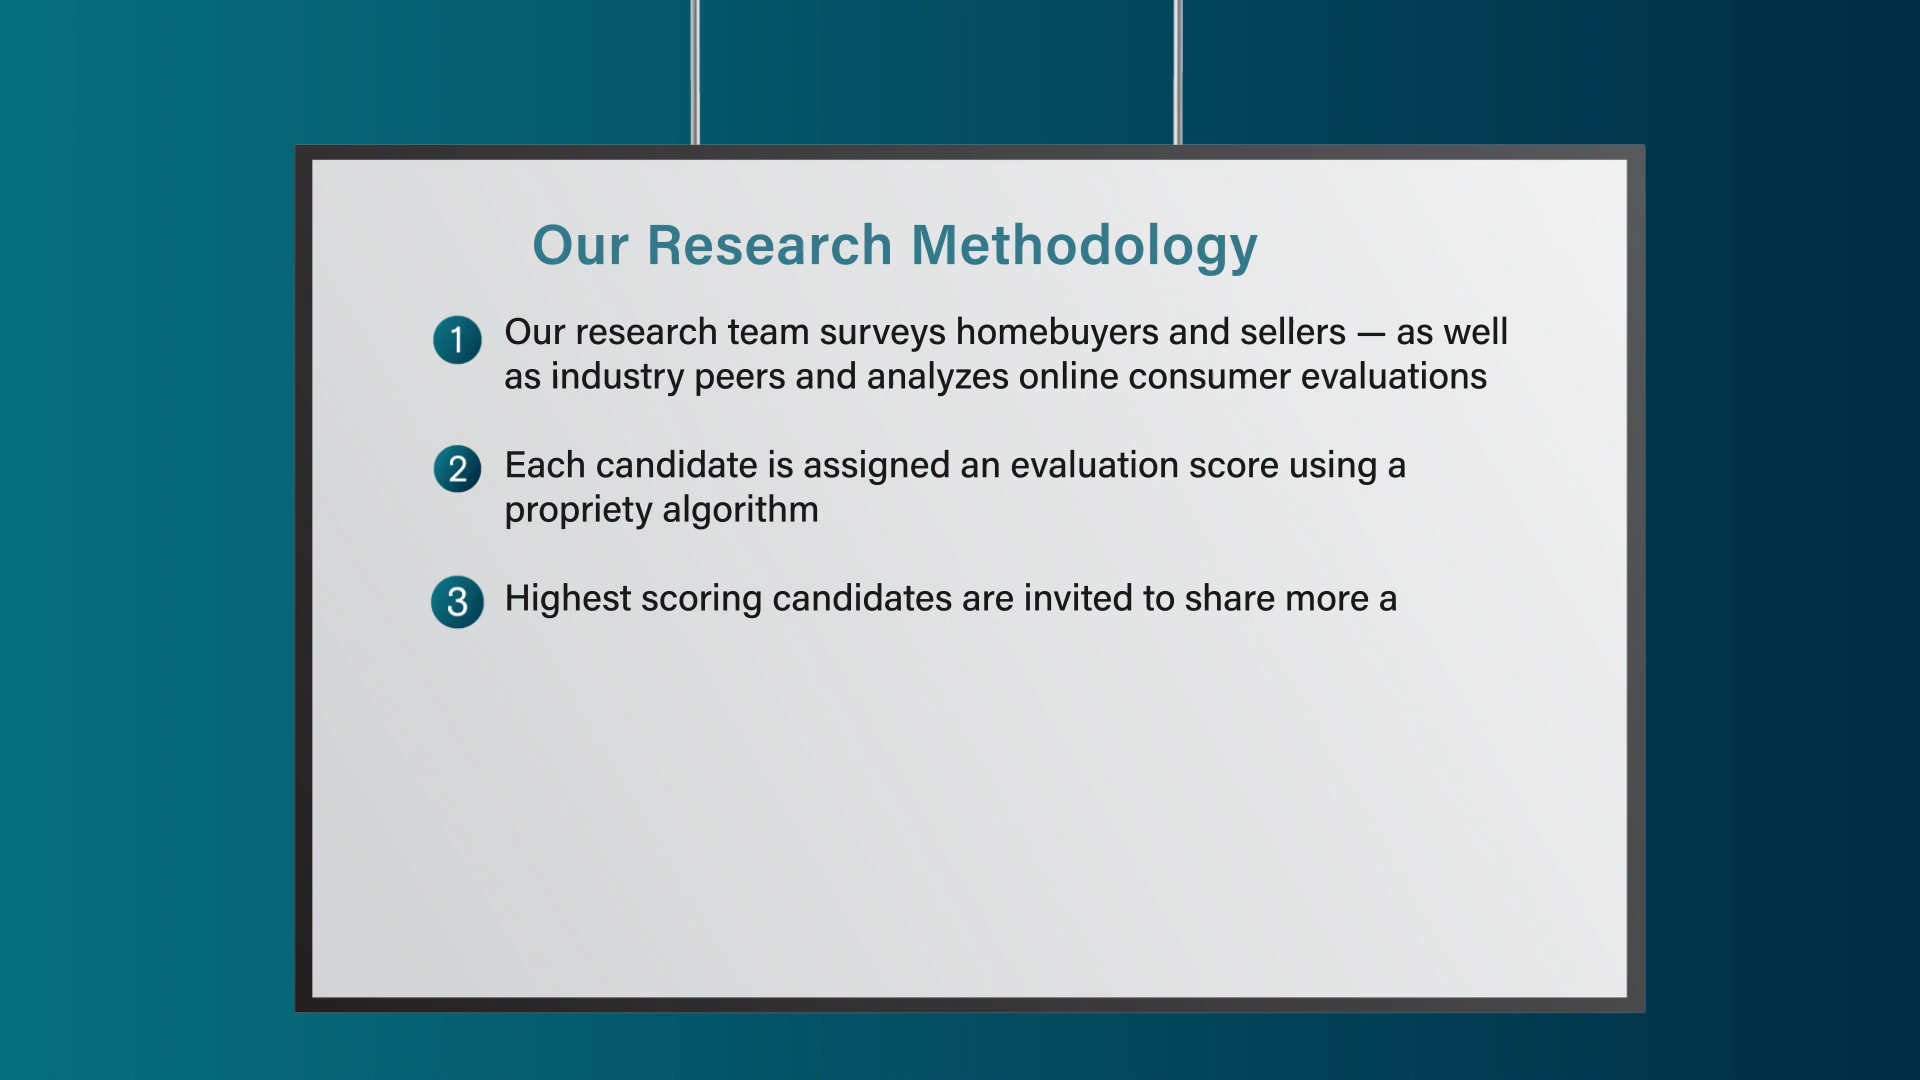 Our Research Methodology
1 Our research team surveys homebuyers and sellers — as well
as industry peers and analyzes online consumer evaluations
2 Each candidate is assigned an evaluation score using a
propriety algorithm
3 Highest scoring candidates are invited to share more a